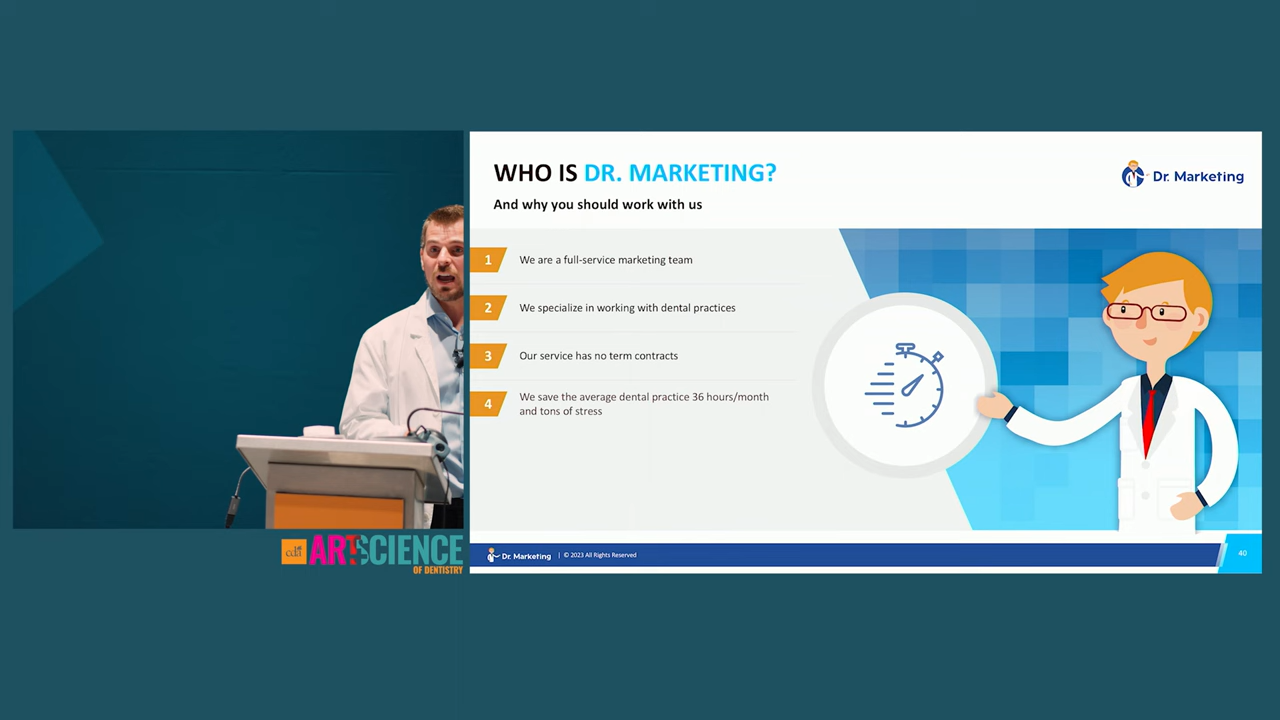 WHO IS DR. MARKETING?
And why you should work with us
Dr. Marketing
1 We are a full-service marketing team
2 We specialize in working with dental practices
3 Our service has no term contracts
4 We save the average dental practice 36 hours/month
and tons of stress
cda ART & SCIENCE
OF DENTISTRY
Dr. Marketing | © 2023 All Rights Reserved
40